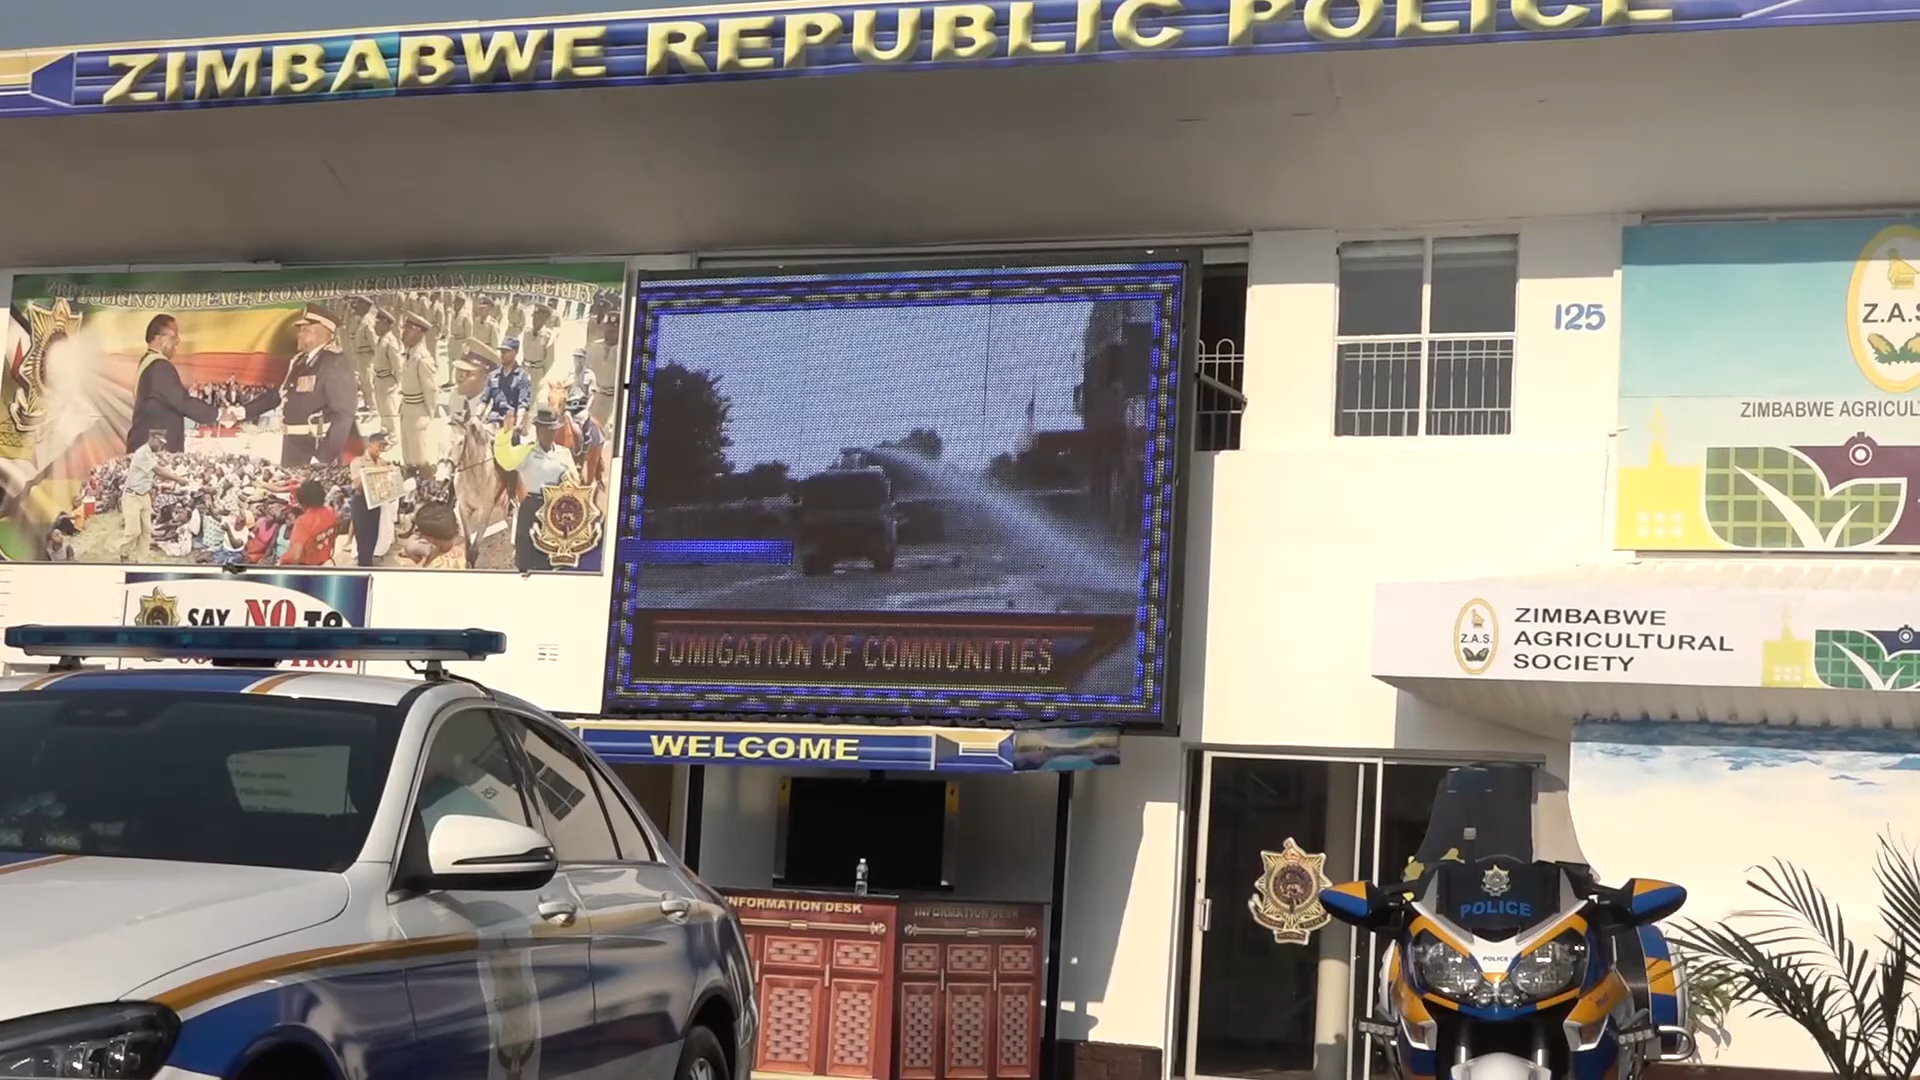 ZIMBABWE REPUBLIC POLICE
ZRP POLICING FOR PEACE, ECONOMIC RECOVERY AND PROSPERITY
125
Z.A.S
ZIMBABWE AGRICUL
SAY NO TO
FUMIGATION OF COMMUNITIES
Z.A.S.
ZIMBABWE
AGRICULTURAL
SOCIETY
WELCOME
INFORMATION DESK
INFORMATION DESK
POLICE
POLICE